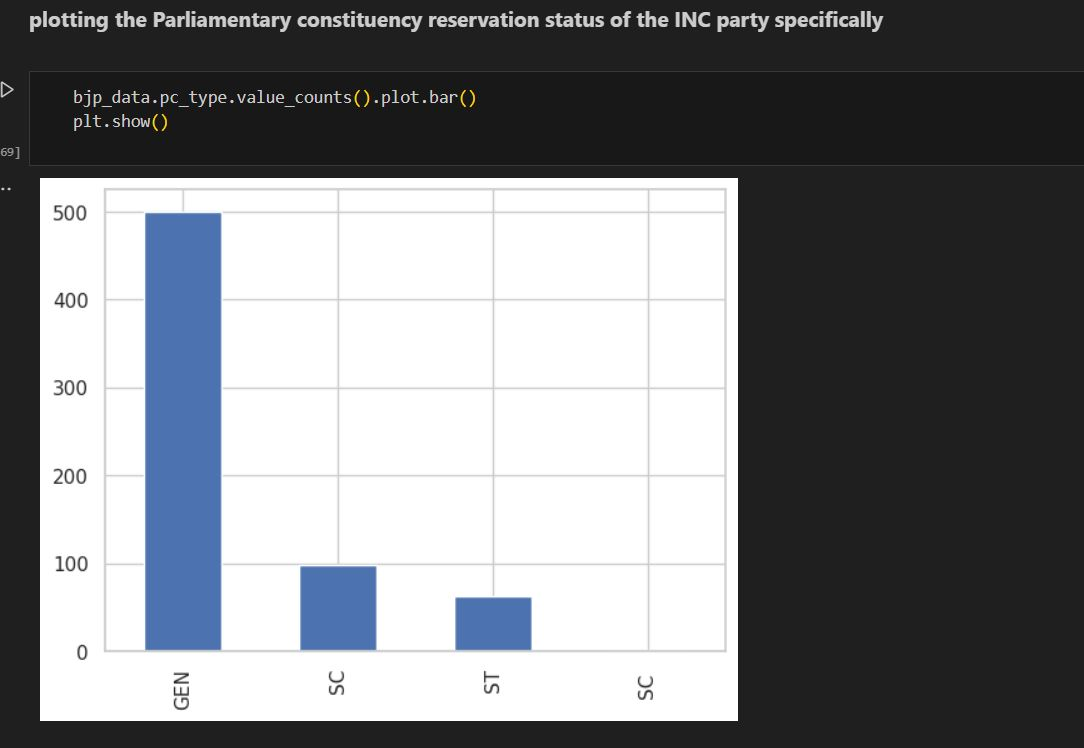 plotting the Parliamentary constituency reservation status of the INC party specifically
bjp_data.pc_type.value_counts().plot.bar()
plt.show()
69]
..
500
400
300
200
100
0
GEN
SC
ST
SC